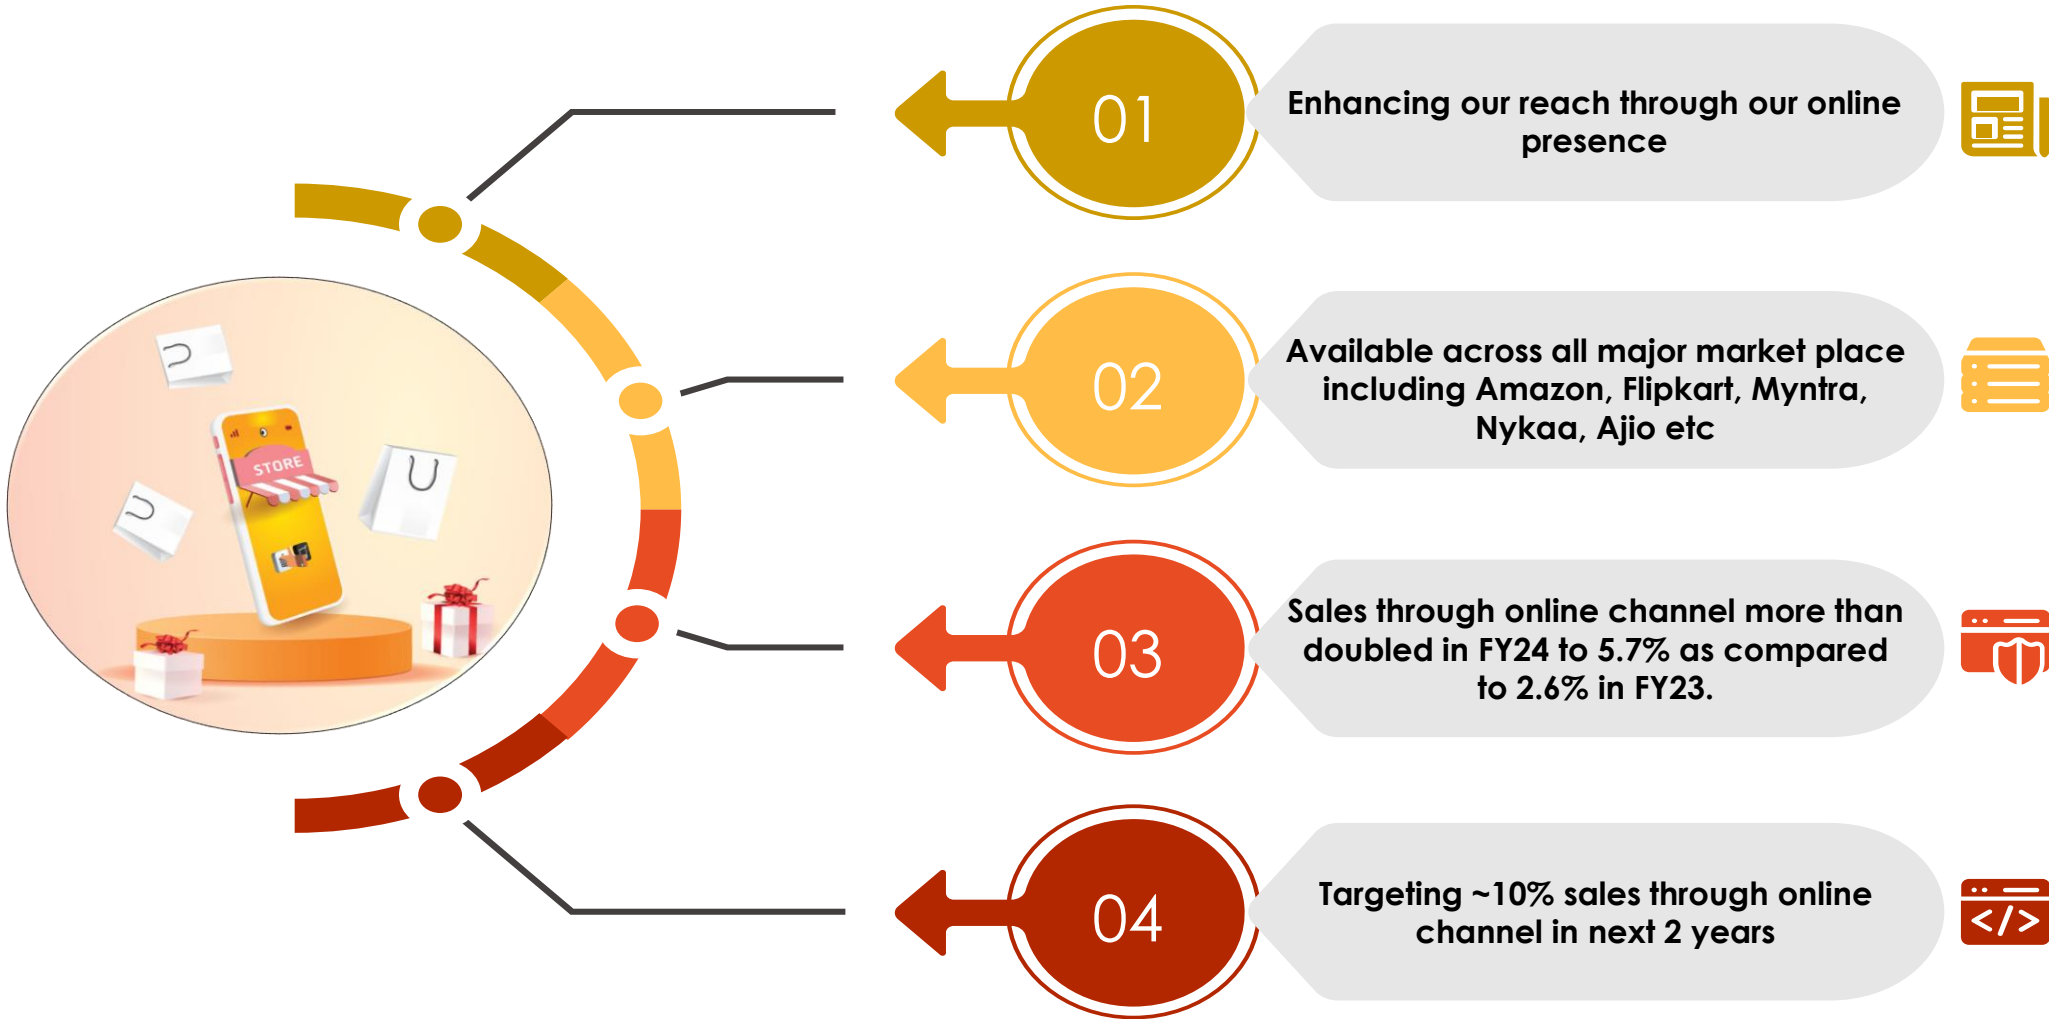 01
Enhancing our reach through our online
presence
02
Available across all major market place
including Amazon, Flipkart, Myntra,
Nykaa, Ajio etc
STORE
03
Sales through online channel more than
doubled in FY24 to 5.7% as compared
to 2.6% in FY23.
04
Targeting ~10% sales through online
channel in next 2 years